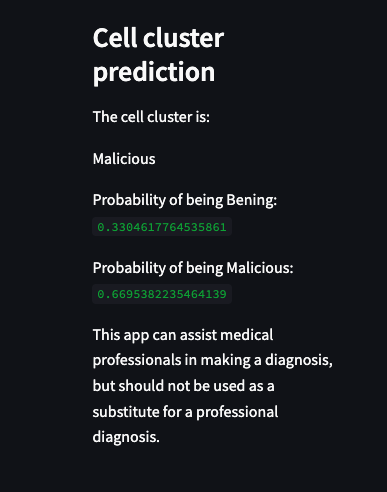 Cell cluster
prediction
The cell cluster is:
Malicious
Probability of being Bening:
0.3304617764535861
Probability of being Malicious:
0.6695382235464139
This app can assist medical
professionals in making a diagnosis,
but should not be used as a
substitute for a professional
diagnosis.